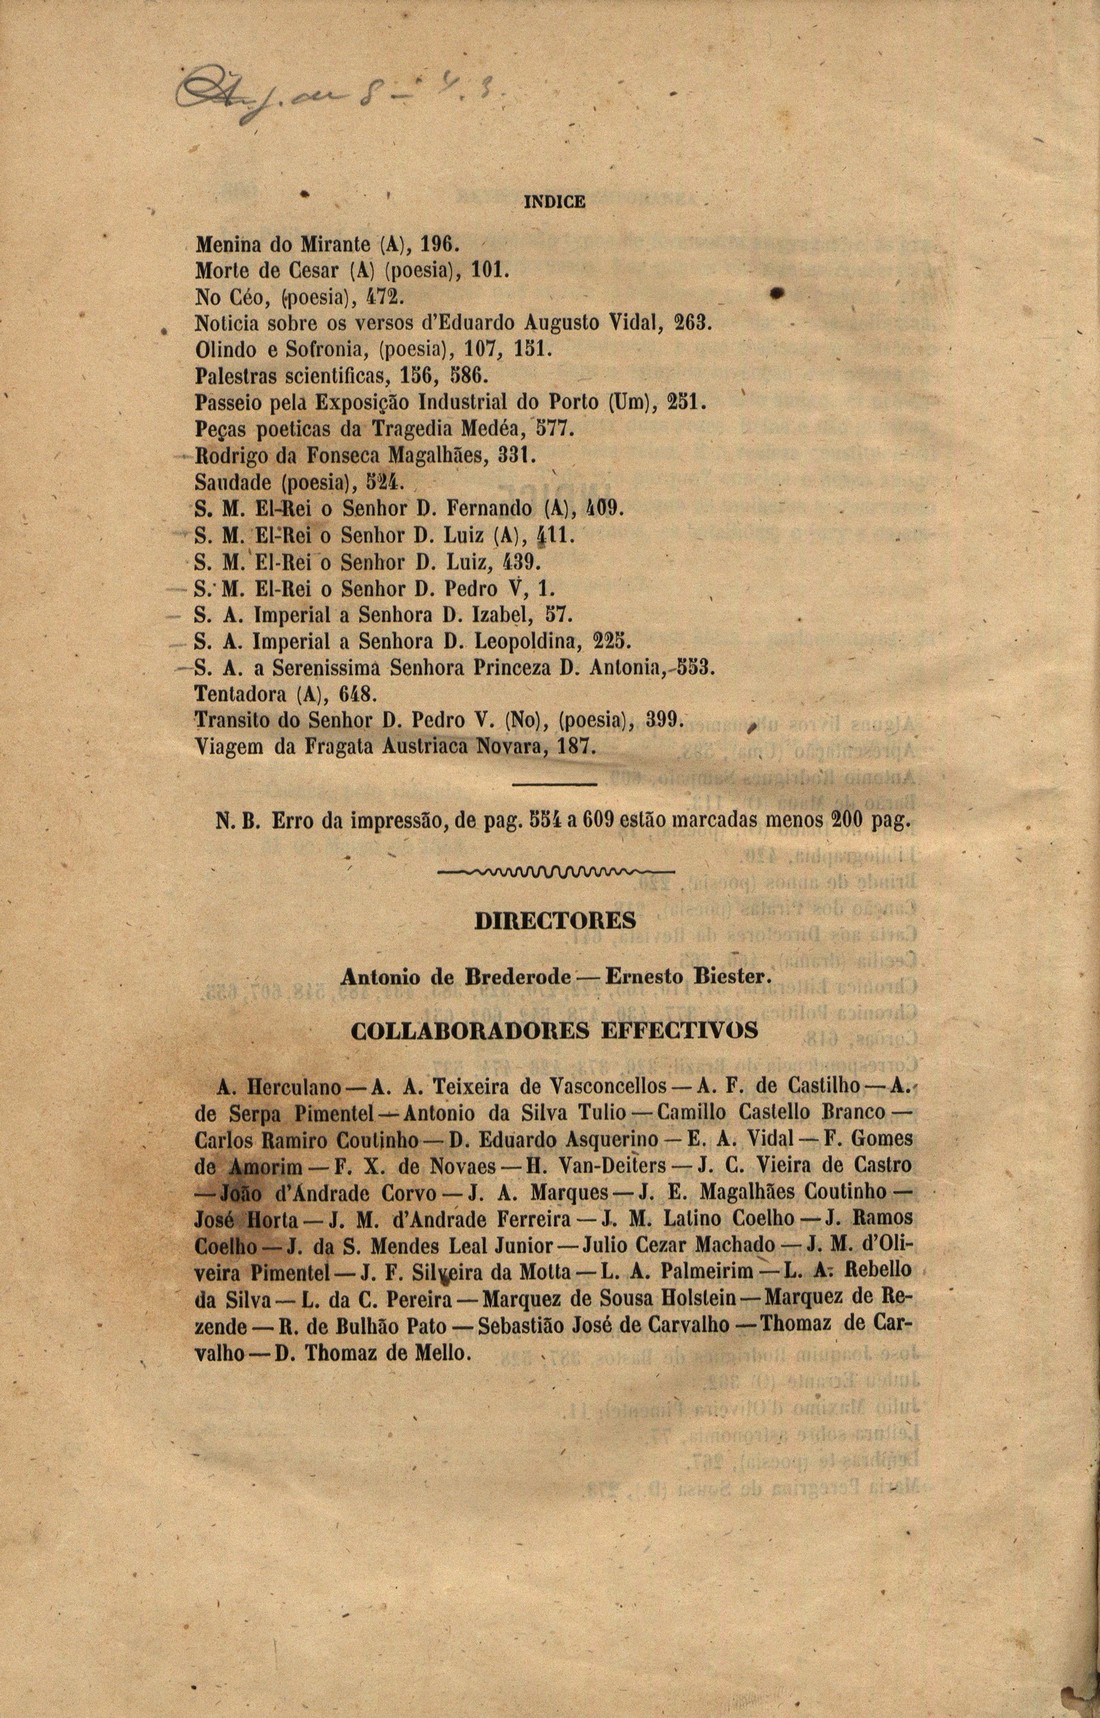 INDICE
Menina do Mirante (A), 196.
Morte de Cesar (A) (poesia), 101.
No Céo, (poesia), 472.
Noticia sobre os versos d'Eduardo Augusto Vidal, 263.
Olindo e Sofronia, (poesia), 107, 151.
Palestras scientificas, 156, 586.
Passeio pela Exposição Industrial do Porto (Um), 251.
Peças poeticas da Tragedia Medéa, 577.
Rodrigo da Fonseca Magalhães, 331.
Saudade (poesia), 524.
S. M. El-Rei o Senhor D. Fernando (A), 409.
S. M. El-Rei o Senhor D. Luiz (A), 411.
S. M. El-Rei o Senhor D. Luiz, 439.
S. M. El-Rei o Senhor D. Pedro V, 1.
S. A. Imperial a Senhora D. Izabel, 57.
S. A. Imperial a Senhora D. Leopoldina, 225.
S. A. a Serenissima Senhora Princeza D. Antonia, 553.
Tentadora (A), 648.
Transito do Senhor D. Pedro V. (No), (poesia), 399.
Viagem da Fragata Austriaca Novara, 187.
N. B. Erro da impressão, de pag. 554 a 609 estão marcadas menos 200 pag.
DIRECTORES
Antonio de Brederode — Ernesto Biester.
COLLABORADORES EFFECTIVOS
A. Herculano — A. A. Teixeira de Vasconcellos — A. F. de Castilho — A.
de Serpa Pimentel — Antonio da Silva Tulio — Camillo Castello Branco —
Carlos Ramiro Coutinho — D. Eduardo Asquerino — E. A. Vidal — F. Gomes
de Amorim — F. X. de Novaes — H. Van-Deiters — J. C. Vieira de Castro
— João d'Andrade Corvo — J. A. Marques — J. E. Magalhães Coutinho —
José Horta — J. M. d'Andrade Ferreira — J. M. Latino Coelho — J. Ramos
Coelho — J. da S. Mendes Leal Junior — Julio Cezar Machado — J. M. d'Oli-
veira Pimentel — J. F. Silveira da Motta — L. A. Palmeirim — L. A. Rebello
da Silva — L. da C. Pereira — Marquez de Sousa Holstein — Marquez de Re-
zende — R. de Bulhão Pato — Sebastião José de Carvalho — Thomaz de Car-
valho — D. Thomaz de Mello.